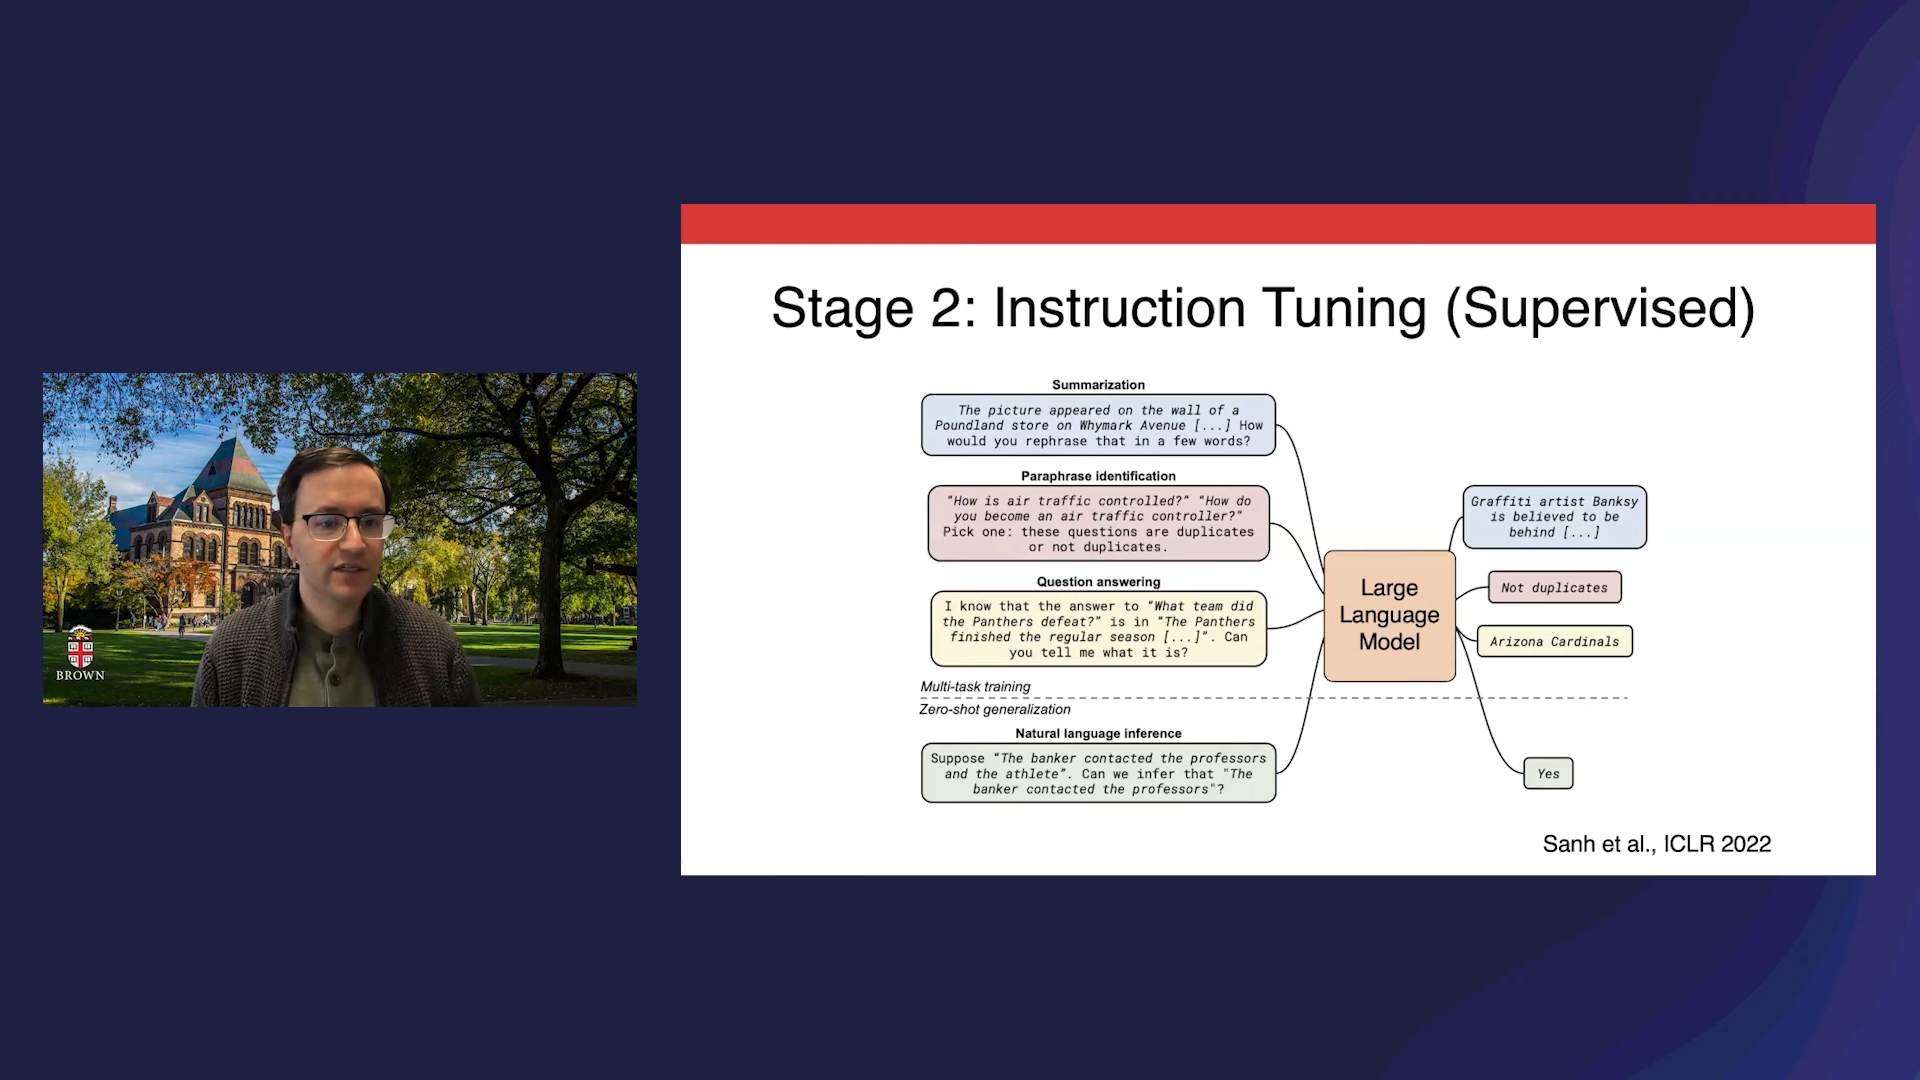 BROWN
Stage 2: Instruction Tuning (Supervised)
Summarization
The picture appeared on the wall of a
Poundland store on Whymark Avenue [...] How
would you rephrase that in a few words?
Paraphrase identification
"How is air traffic controlled?" "How do
you become an air traffic controller?"
Pick one: these questions are duplicates
or not duplicates.
Question answering
I know that the answer to "What team did
the Panthers defeat?" is in "The Panthers
finished the regular season [...]". Can
you tell me what it is?
Multi-task training
Zero-shot generalization
Natural language inference
Suppose "The banker contacted the professors
and the athlete". Can we infer that "The
banker contacted the professors"?
Large
Language
Model
Graffiti artist Banksy
is believed to be
behind [...]
Not duplicates
Arizona Cardinals
Yes
Sanh et al., ICLR 2022